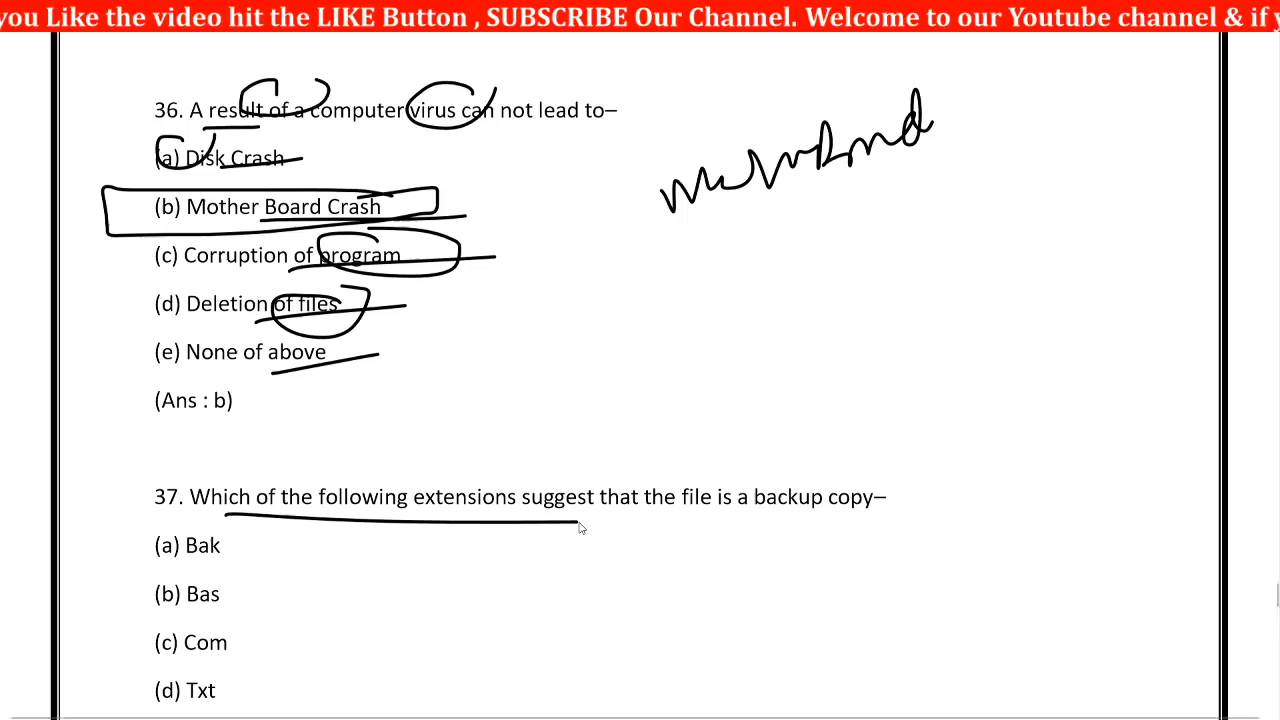 you Like the video hit the LIKE Button , SUBSCRIBE Our Channel. Welcome to our Youtube channel & if
36. A result of a computer virus can not lead to–
(a) Disk Crash
(b) Mother Board Crash
(c) Corruption of program
(d) Deletion of files
(e) None of above
(Ans : b)
37. Which of the following extensions suggest that the file is a backup copy–
(a) Bak
(b) Bas
(c) Com
(d) Txt